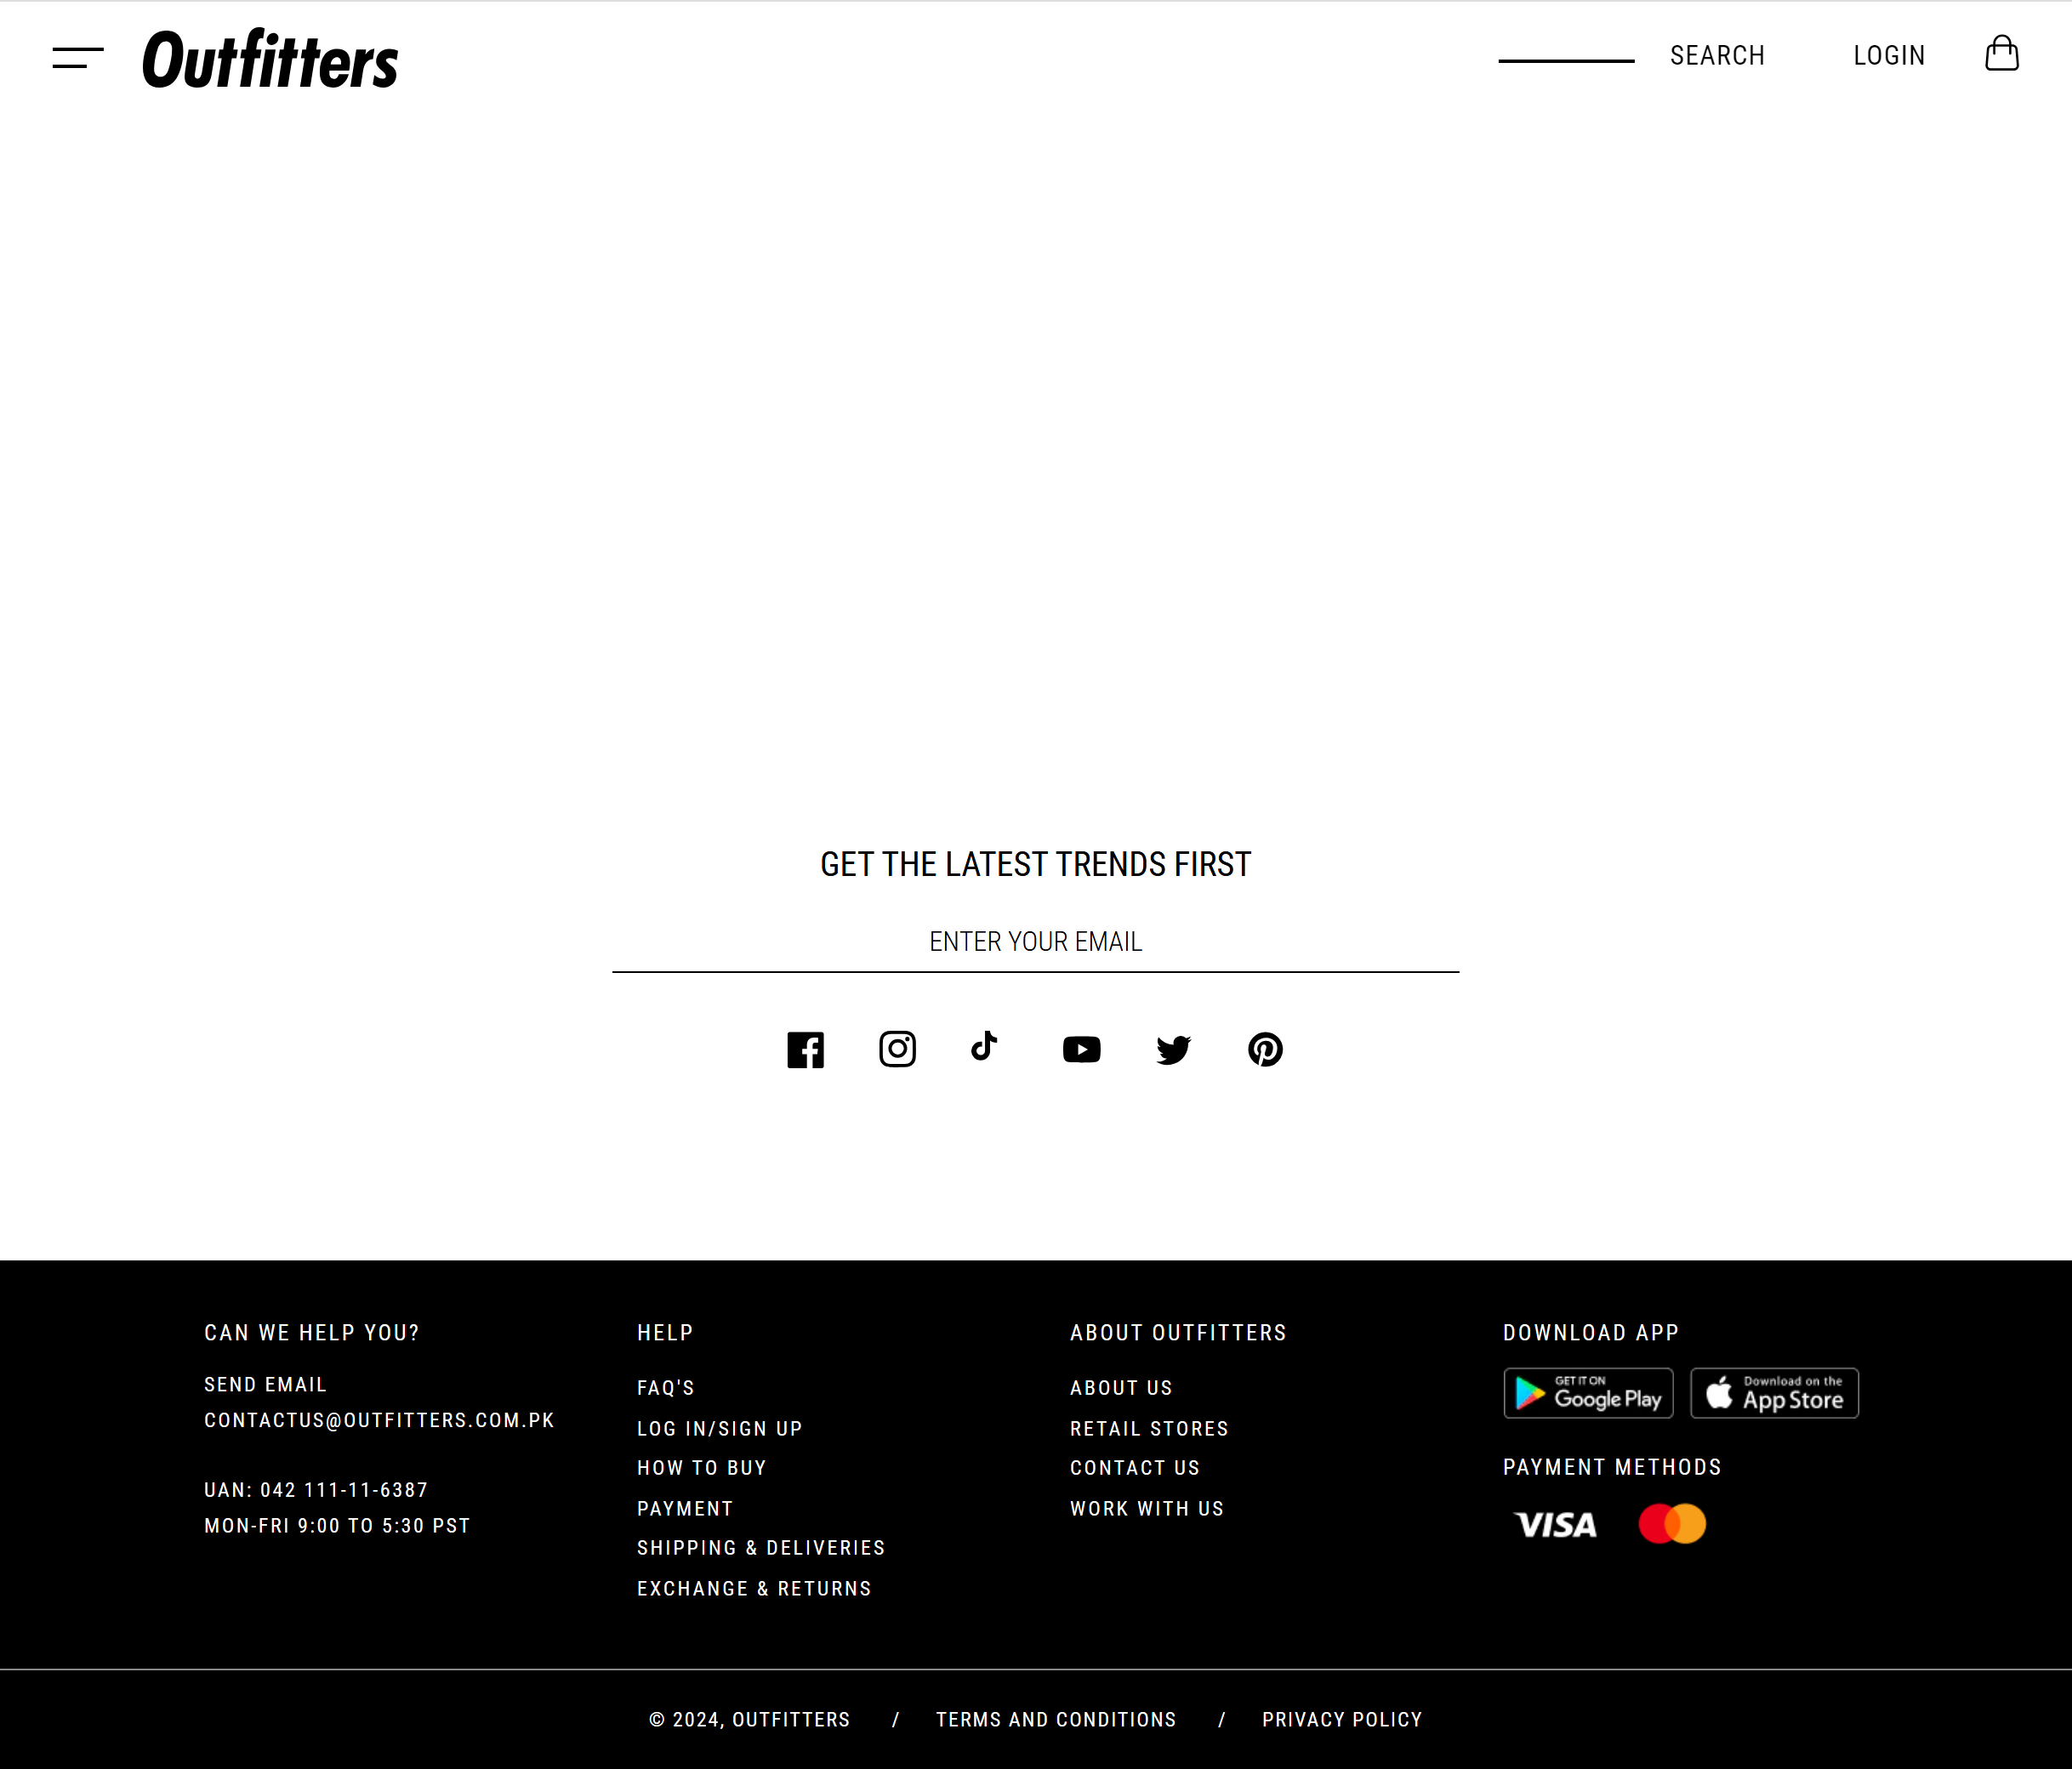 Outfitters
SEARCH
LOGIN
GET THE LATEST TRENDS FIRST
ENTER YOUR EMAIL
CAN WE HELP YOU?
SEND EMAIL
CONTACTUS@OUTFITTERS.COM.PK
UAN: 042 111-11-6387
MON-FRI 9:00 TO 5:30 PST
HELP
FAQ'S
LOG IN/SIGN UP
HOW TO BUY
PAYMENT
SHIPPING & DELIVERIES
EXCHANGE & RETURNS
ABOUT OUTFITTERS
ABOUT US
RETAIL STORES
CONTACT US
WORK WITH US
DOWNLOAD APP
GET IT ON
Google Play
Download on the
App Store
PAYMENT METHODS
VISA
© 2024, OUTFITTERS / TERMS AND CONDITIONS / PRIVACY POLICY